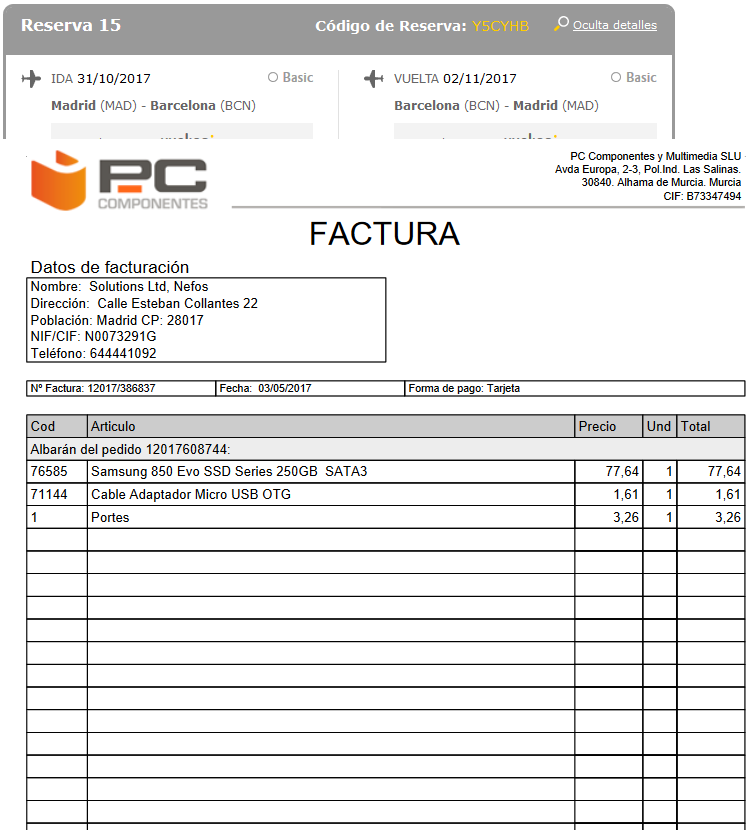 Reserva 15 Código de Reserva: Y5CYHB Oculta detalles
IDA 31/10/2017 Basic VUELTA 02/11/2017 Basic
Madrid (MAD) - Barcelona (BCN) Barcelona (BCN) - Madrid (MAD)
PC
COMPONENTES
PC Componentes y Multimedia SLU
Avda Europa, 2-3, Pol.Ind. Las Salinas.
30840. Alhama de Murcia. Murcia
CIF: B73347494
FACTURA
Datos de facturación
Nombre: Solutions Ltd, Nefos
Dirección: Calle Esteban Collantes 22
Población: Madrid CP: 28017
NIF/CIF: N0073291G
Teléfono: 644441092
Nº Factura: 12017/386837 Fecha: 03/05/2017 Forma de pago: Tarjeta
Cod Articulo Precio Und Total
Albarán del pedido 12017608744:
76585 Samsung 850 Evo SSD Series 250GB SATA3 77,64 1 77,64
71144 Cable Adaptador Micro USB OTG 1,61 1 1,61
1 Portes 3,26 1 3,26